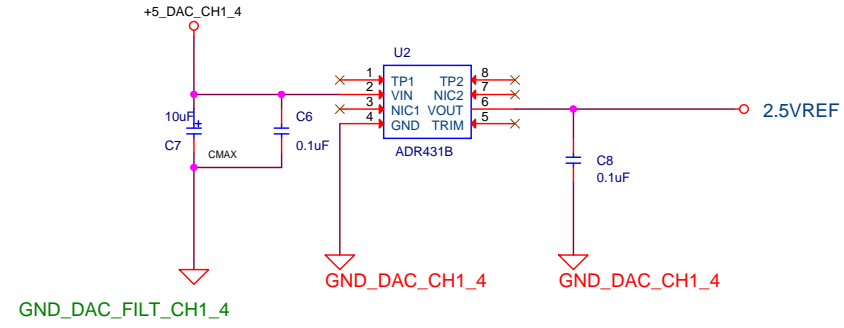 +5_DAC_CH1_4
U2
1 TP1 TP2 8
2 VIN NIC2 7
3 NIC1 VOUT 6
4 GND TRIM 5
ADR431B
10uF +
C7
CMAX
C6
0.1uF
2.5VREF
C8
0.1uF
GND_DAC_CH1_4
GND_DAC_CH1_4
GND_DAC_FILT_CH1_4